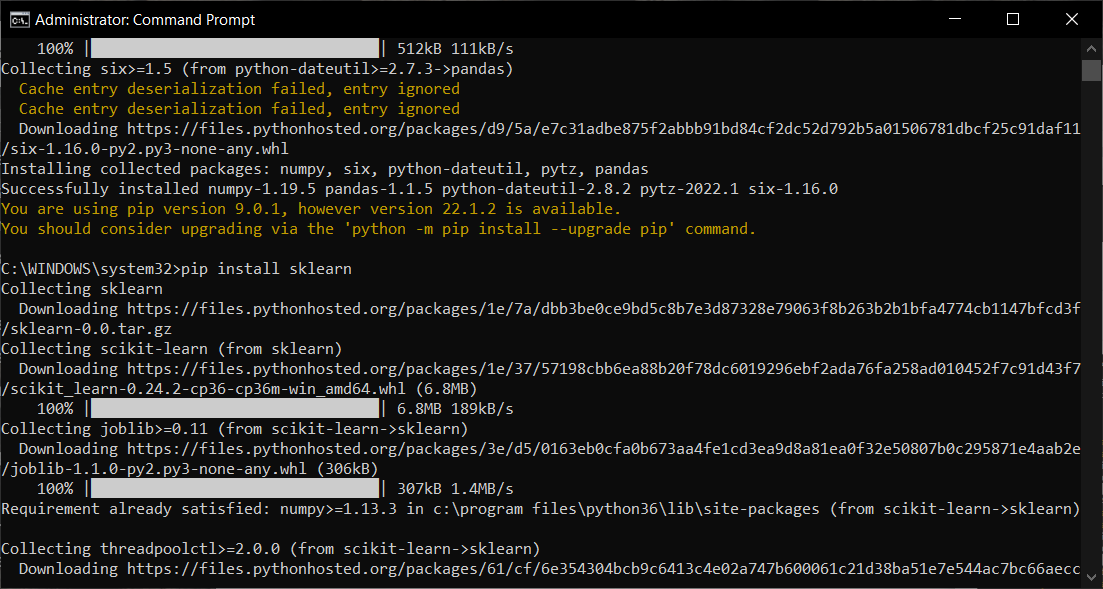 Administrator: Command Prompt
100% |████████████████████████████████| 512kB 111kB/s
Collecting six>=1.5 (from python-dateutil>=2.7.3->pandas)
Cache entry deserialization failed, entry ignored
Cache entry deserialization failed, entry ignored
Downloading https://files.pythonhosted.org/packages/d9/5a/e7c31adbe875f2abbb91bd84cf2dc52d792b5a01506781dbcf25c91daf11
/six-1.16.0-py2.py3-none-any.whl
Installing collected packages: numpy, six, python-dateutil, pytz, pandas
Successfully installed numpy-1.19.5 pandas-1.1.5 python-dateutil-2.8.2 pytz-2022.1 six-1.16.0
You are using pip version 9.0.1, however version 22.1.2 is available.
You should consider upgrading via the 'python -m pip install --upgrade pip' command.
C:\WINDOWS\system32>pip install sklearn
Collecting sklearn
Downloading https://files.pythonhosted.org/packages/1e/7a/dbb3be0ce9bd5c8b7e3d87328e79063f8b263b2b1bfa4774cb1147bfcd3f
/sklearn-0.0.tar.gz
Collecting scikit-learn (from sklearn)
Downloading https://files.pythonhosted.org/packages/1e/37/57198cbb6ea88b20f78dc6019296ebf2ada76fa258ad010452f7c91d43f7
/scikit_learn-0.24.2-cp36-cp36m-win_amd64.whl (6.8MB)
100% |████████████████████████████████| 6.8MB 189kB/s
Collecting joblib>=0.11 (from scikit-learn->sklearn)
Downloading https://files.pythonhosted.org/packages/3e/d5/0163eb0cfa0b673aa4fe1cd3ea9d8a81ea0f32e50807b0c295871e4aab2e
/joblib-1.1.0-py2.py3-none-any.whl (306kB)
100% |████████████████████████████████| 307kB 1.4MB/s
Requirement already satisfied: numpy>=1.13.3 in c:\program files\python36\lib\site-packages (from scikit-learn->sklearn)
Collecting threadpoolctl>=2.0.0 (from scikit-learn->sklearn)
Downloading https://files.pythonhosted.org/packages/61/cf/6e354304bcb9c6413c4e02a747b600061c21d38ba51e7e544ac7bc66aecc